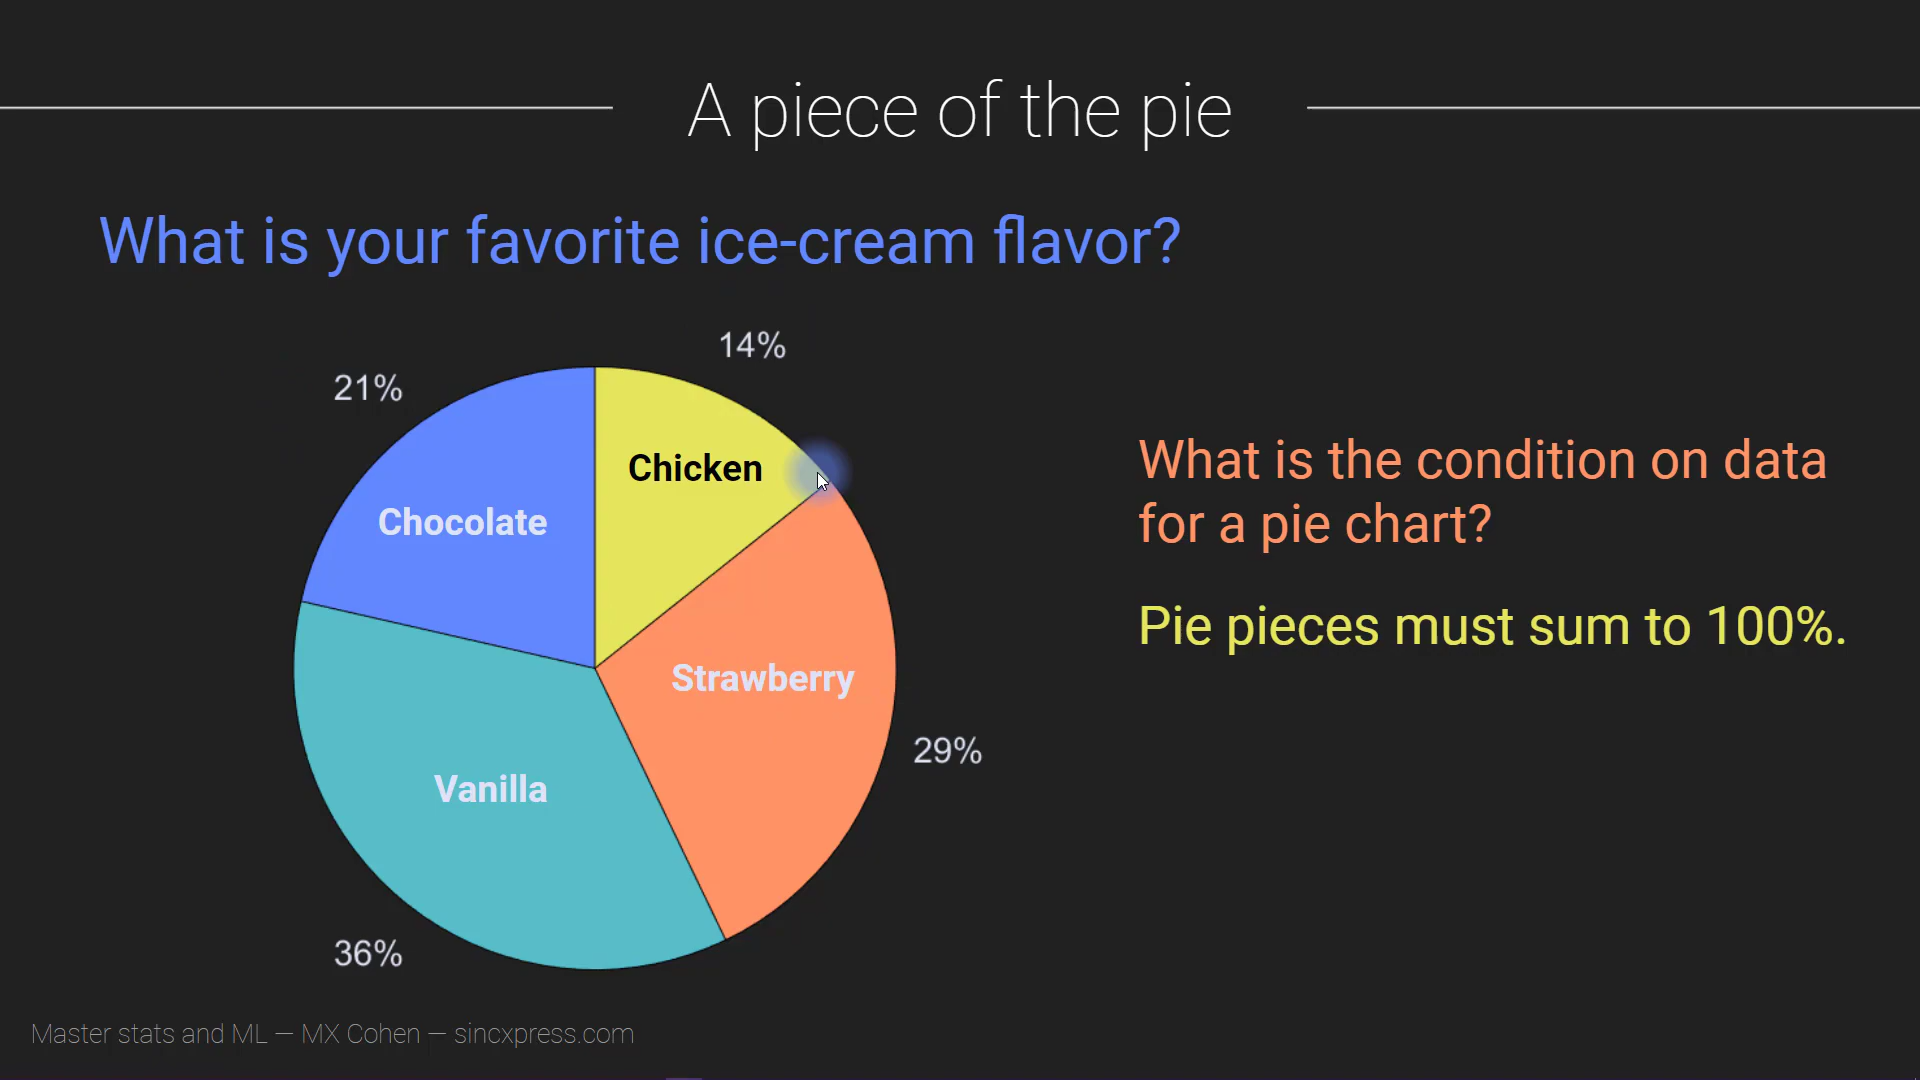 A piece of the pie
What is your favorite ice-cream flavor?
14%
21%
Chicken
Chocolate
Strawberry
29%
Vanilla
36%
What is the condition on data
for a pie chart?
Pie pieces must sum to 100%.
Master stats and ML — MX Cohen — sincxpress.com